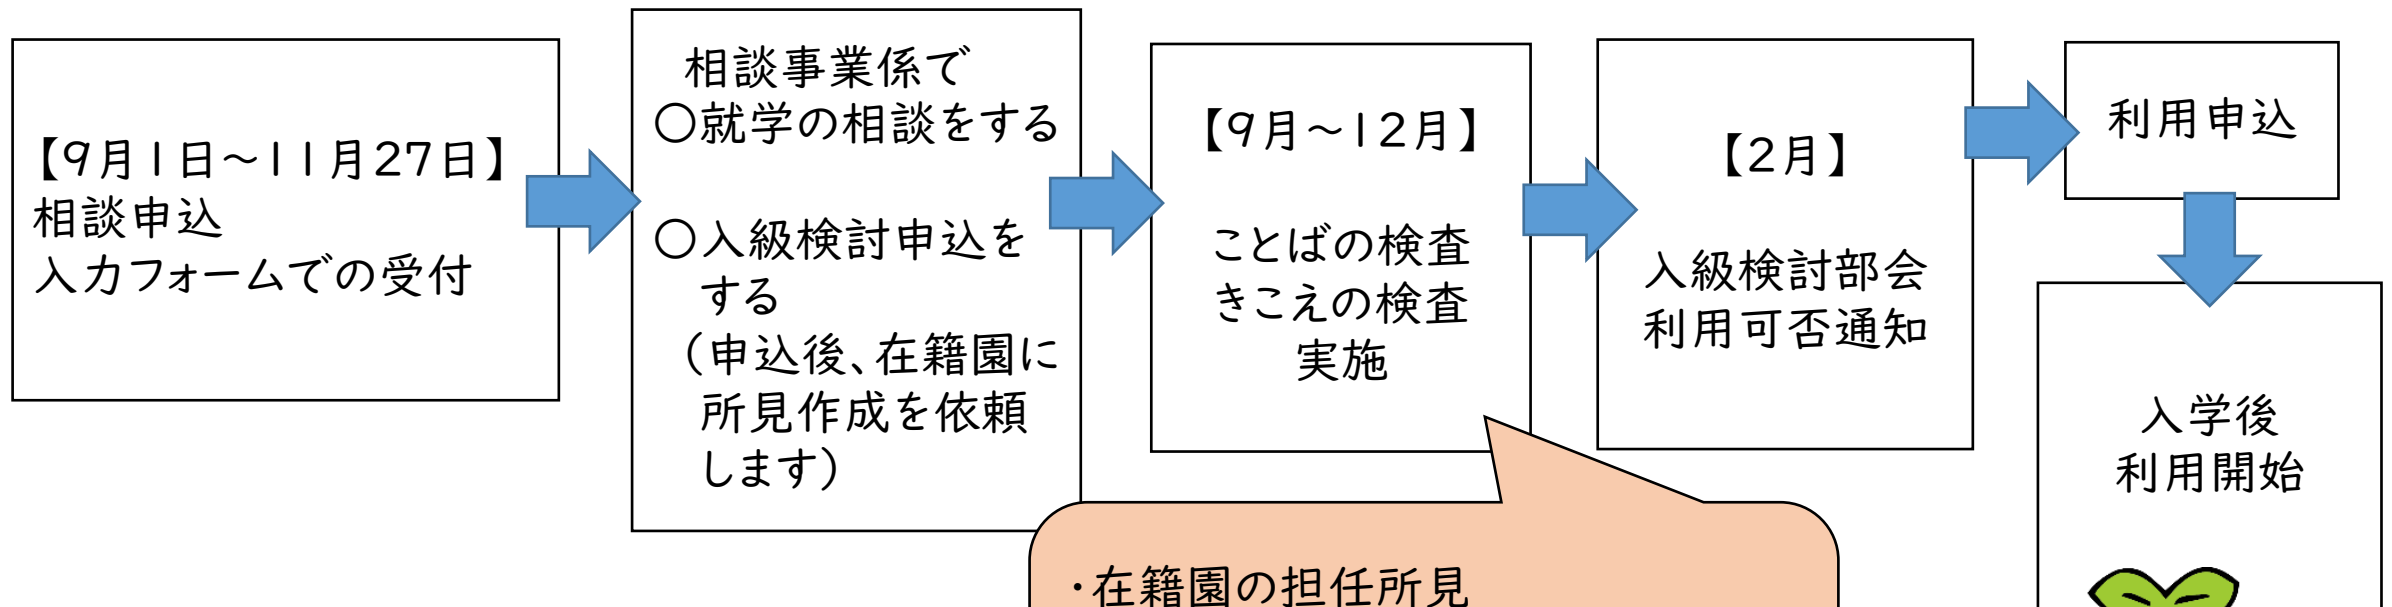 【9月1日~11月27日】
相談申込
入力フォームでの受付
相談事業係で
○就学の相談をする
○入級検討申込を
する
(申込後、在籍園に
所見作成を依頼
します)
【9月~12月】
ことばの検査
きこえの検査
実施
・在籍園の担任所見
【2月】
入級検討部会
利用可否通知
利用申込
入学後
利用開始